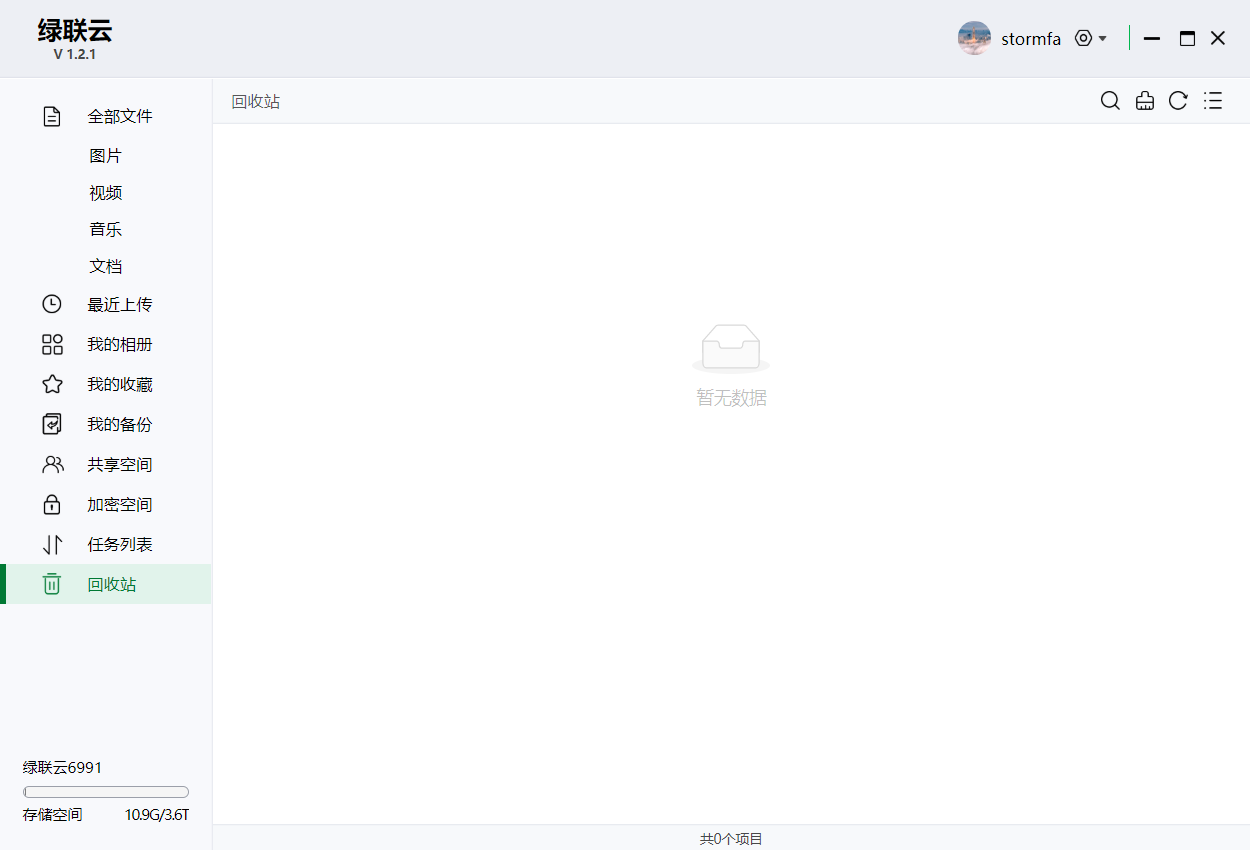 绿联云
V 1.2.1
stormfa
全部文件
图片
视频
音乐
文档
最近上传
我的相册
我的收藏
我的备份
共享空间
加密空间
任务列表
回收站
绿联云6991
存储空间 10.9G/3.6T
回收站
暂无数据
共0个项目